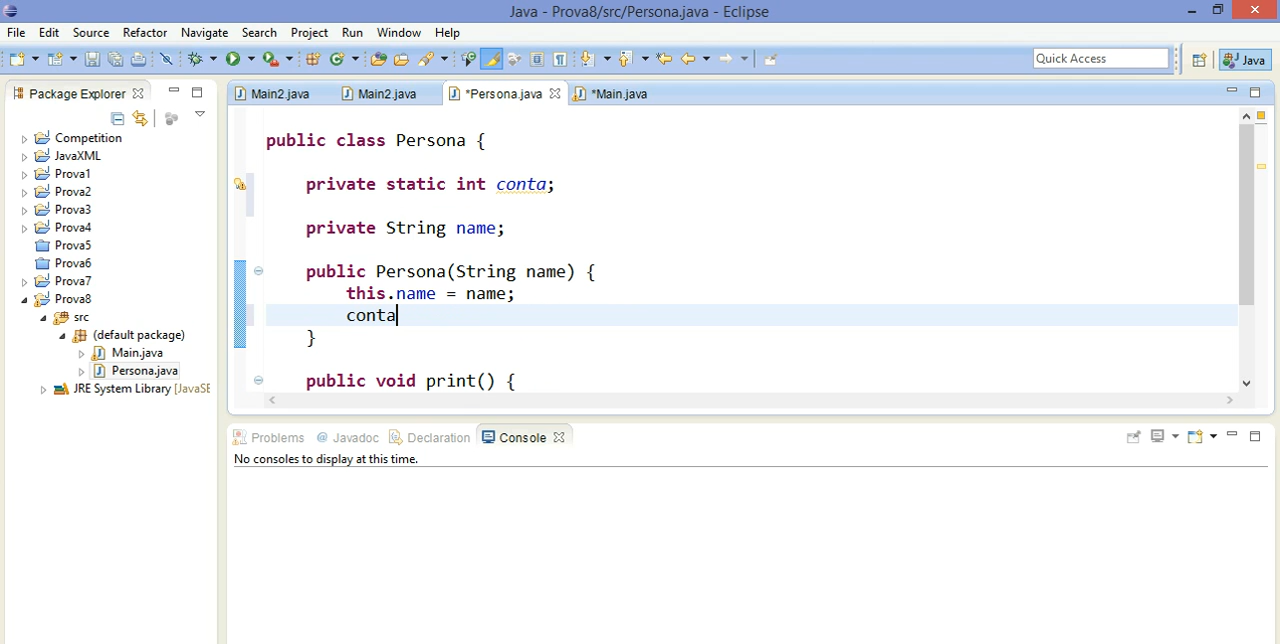 Java - Prova8/src/Persona.java - Eclipse
File Edit Source Refactor Navigate Search Project Run Window Help
Quick Access
Java
Package Explorer
Main2.java Main2.java *Persona.java *Main.java
Competition
JavaXML
Prova1
Prova2
Prova3
Prova4
Prova5
Prova6
Prova7
Prova8
src
(default package)
Main.java
Persona.java
JRE System Library [JavaSE
public class Persona {
private static int conta;
private String name;
public Persona(String name) {
this.name = name;
conta
}
public void print() {
Problems @ Javadoc Declaration Console
No consoles to display at this time.